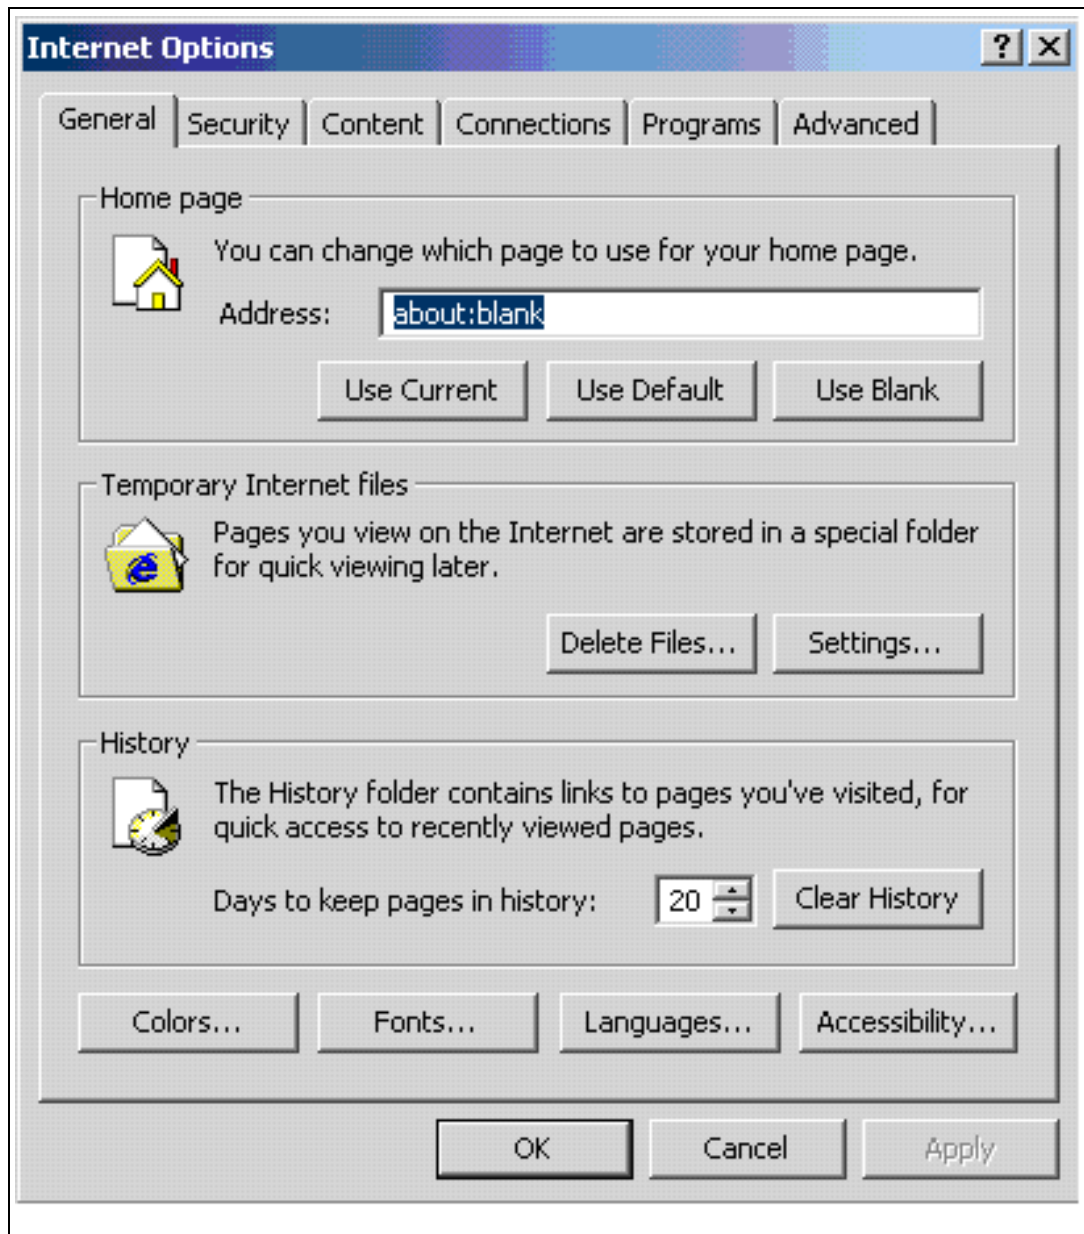 Internet Options
General Security Content Connections Programs Advanced
Home page
You can change which page to use for your home page.
Address: about:blank
Use Current Use Default Use Blank
Temporary Internet files
Pages you view on the Internet are stored in a special folder
for quick viewing later.
Delete Files... Settings...
History
The History folder contains links to pages you've visited, for
quick access to recently viewed pages.
Days to keep pages in history: 20 Clear History
Colors... Fonts... Languages... Accessibility...
OK Cancel Apply